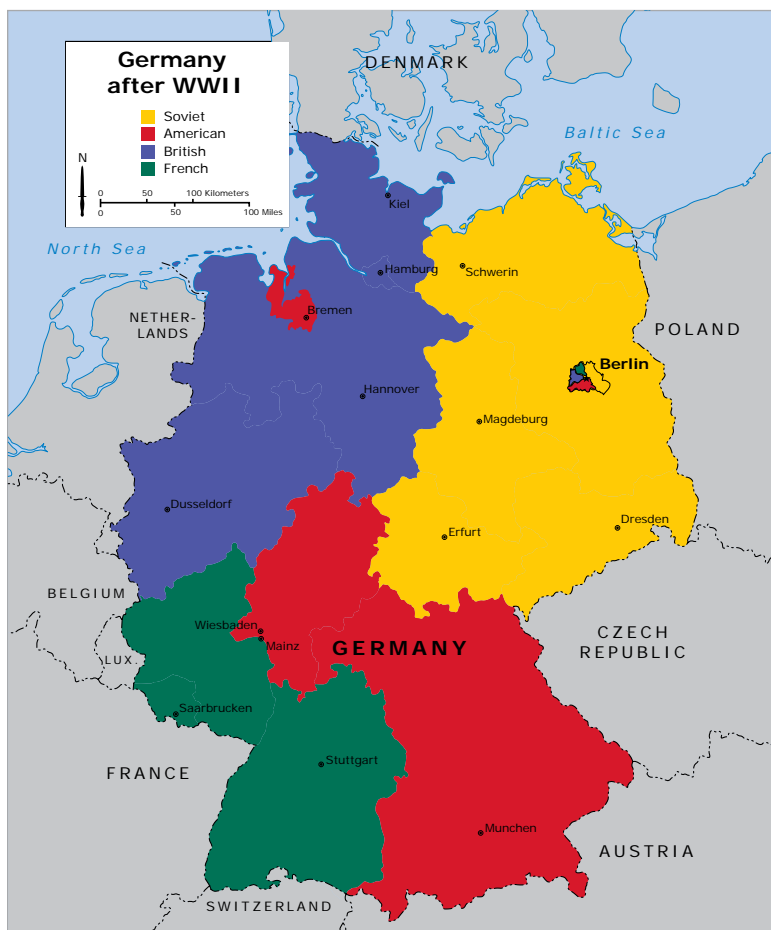 Germany
after WWII
Soviet
American
British
French
N
0 50 100 Kilometers
0 50 100 Miles
DENMARK
Baltic Sea
North Sea
Kiel
Hamburg
Schwerin
Bremen
NETHER-
LANDS
POLAND
Berlin
Hannover
Magdeburg
Dusseldorf
Erfurt
Dresden
BELGIUM
Wiesbaden
Mainz
GERMANY
CZECH
REPUBLIC
LUX.
Saarbrucken
FRANCE
Stuttgart
Munchen
AUSTRIA
SWITZERLAND